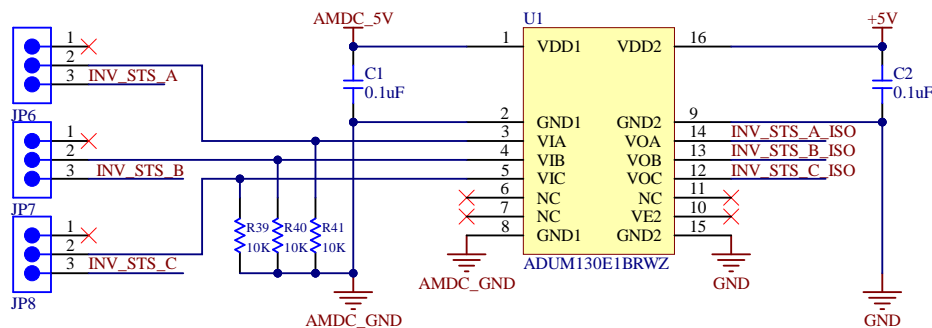 AMDC_5V
U1
+5V
1
2
3
INV_STS_A
JP6
1
2
3
INV_STS_B
JP7
1
2
3
INV_STS_C
JP8
C1
0.1uF
R39
10K
R40
10K
R41
10K
AMDC_GND
1 VDD1 VDD2 16
2 GND1 GND2 9
3 VIA VOA 14 INV_STS_A_ISO
4 VIB VOB 13 INV_STS_B_ISO
5 VIC VOC 12 INV_STS_C_ISO
6 NC NC 11
7 NC VE2 10
8 GND1 GND2 15
ADUM130E1BRWZ
AMDC_GND
GND
C2
0.1uF
GND